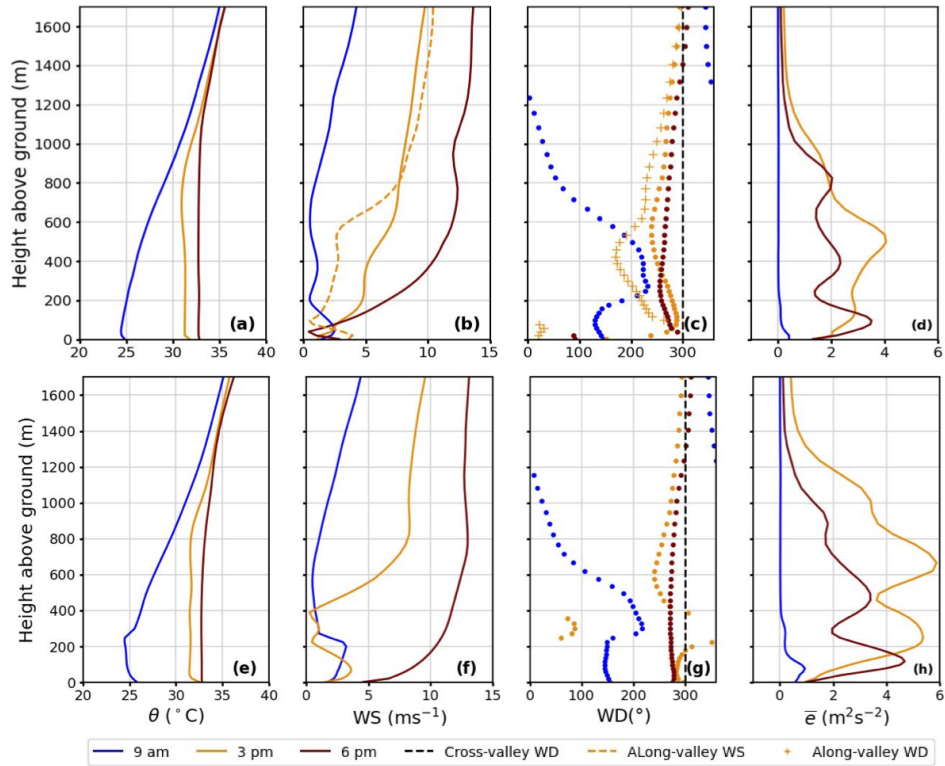 Height above ground (m)
1600
1400
1200
1000
800
600
400
200
0
20 25 30 35 40
(a)
0 5 10 15
(b)
0 100 200 300
(c)
0 2 4 6
(d)
Height above ground (m)
1600
1400
1200
1000
800
600
400
200
0
20 25 30 35 40
(e)
0 5 10 15
(f)
0 100 200 300
(g)
0 2 4 6
(h)
θ (°C) WS (ms⁻¹) WD(°) e̅ (m²s⁻²)
9 am 3 pm 6 pm Cross-valley WD ALong-valley WS Along-valley WD